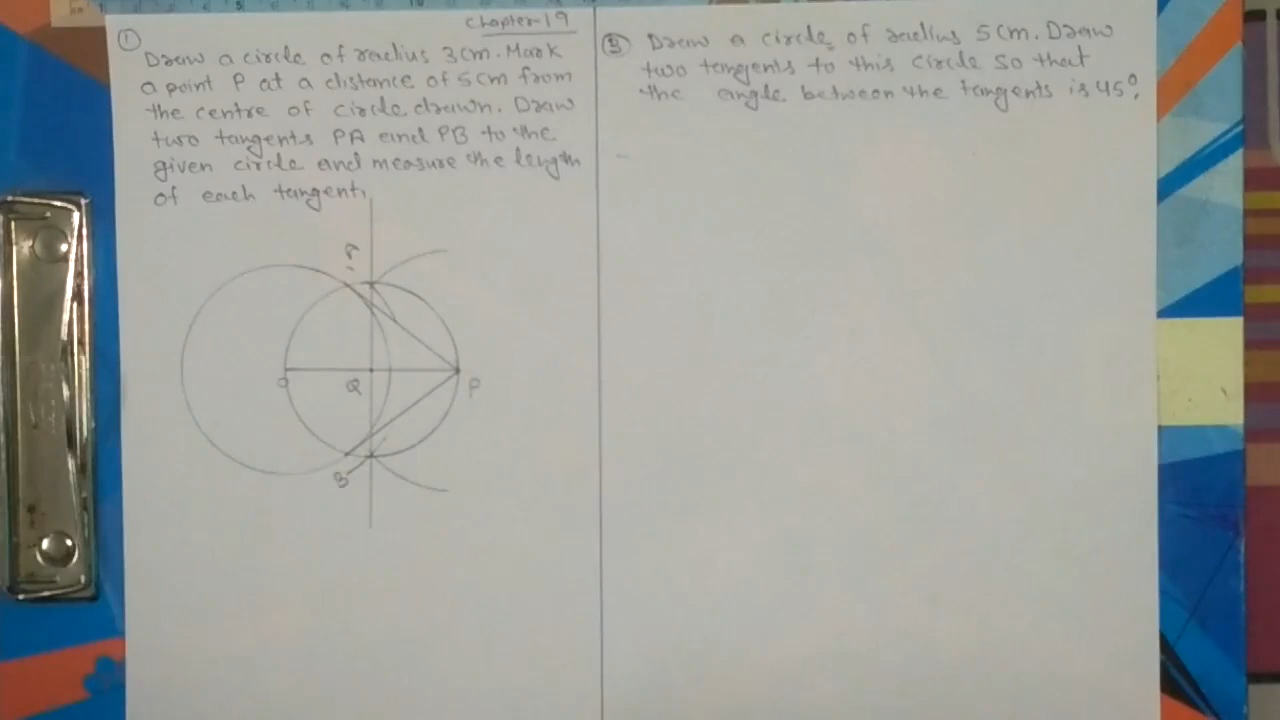 Chapter-19
①
Draw a circle of radius 3cm. Mark
a point P at a distance of 5cm from
the centre of circle drawn. Draw
two tangents PA and PB to the
given circle and measure the length
of each tangent.
O
Q
P
B
③ Draw a circle of radius 5cm. Draw
two tangents to this circle so that
the angle between the tangents is 45°.